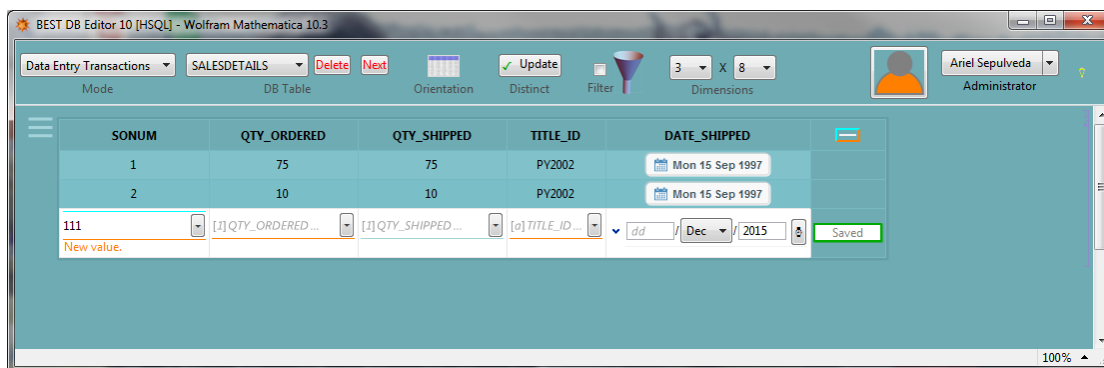 BEST DB Editor 10 [HSQL] - Wolfram Mathematica 10.3
Data Entry Transactions SALESDETAILS Delete Next Update 3 X 8 Ariel Sepulveda
Mode DB Table Orientation Distinct Filter Dimensions Administrator
SONUM QTY_ORDERED QTY_SHIPPED TITLE_ID DATE_SHIPPED
1 75 75 PY2002 Mon 15 Sep 1997
2 10 10 PY2002 Mon 15 Sep 1997
111 [1]QTY_ORDERED... [1]QTY_SHIPPED... [a]TITLE_ID... dd / Dec / 2015 Saved
New value.
100%